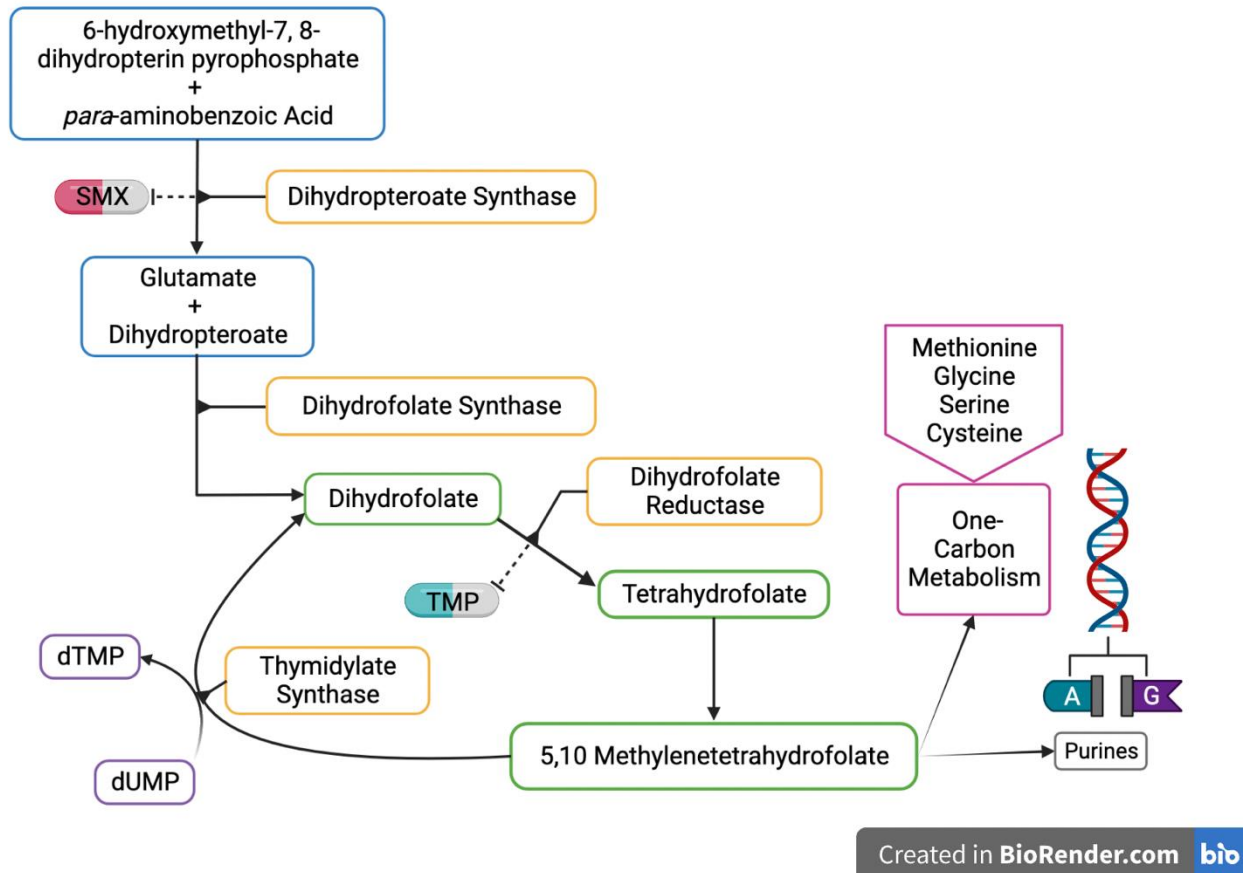 6-hydroxymethyl-7, 8-
dihydropterin pyrophosphate
+
para-aminobenzoic Acid
SMX
Dihydropteroate Synthase
Glutamate
+
Dihydropteroate
Dihydrofolate Synthase
Methionine
Glycine
Serine
Cysteine
Dihydrofolate
Dihydrofolate
Reductase
One-
Carbon
Metabolism
TMP
Tetrahydrofolate
dTMP
Thymidylate
Synthase
A
G
5,10 Methylenetetrahydrofolate
Purines
dUMP
Created in BioRender.com
bio